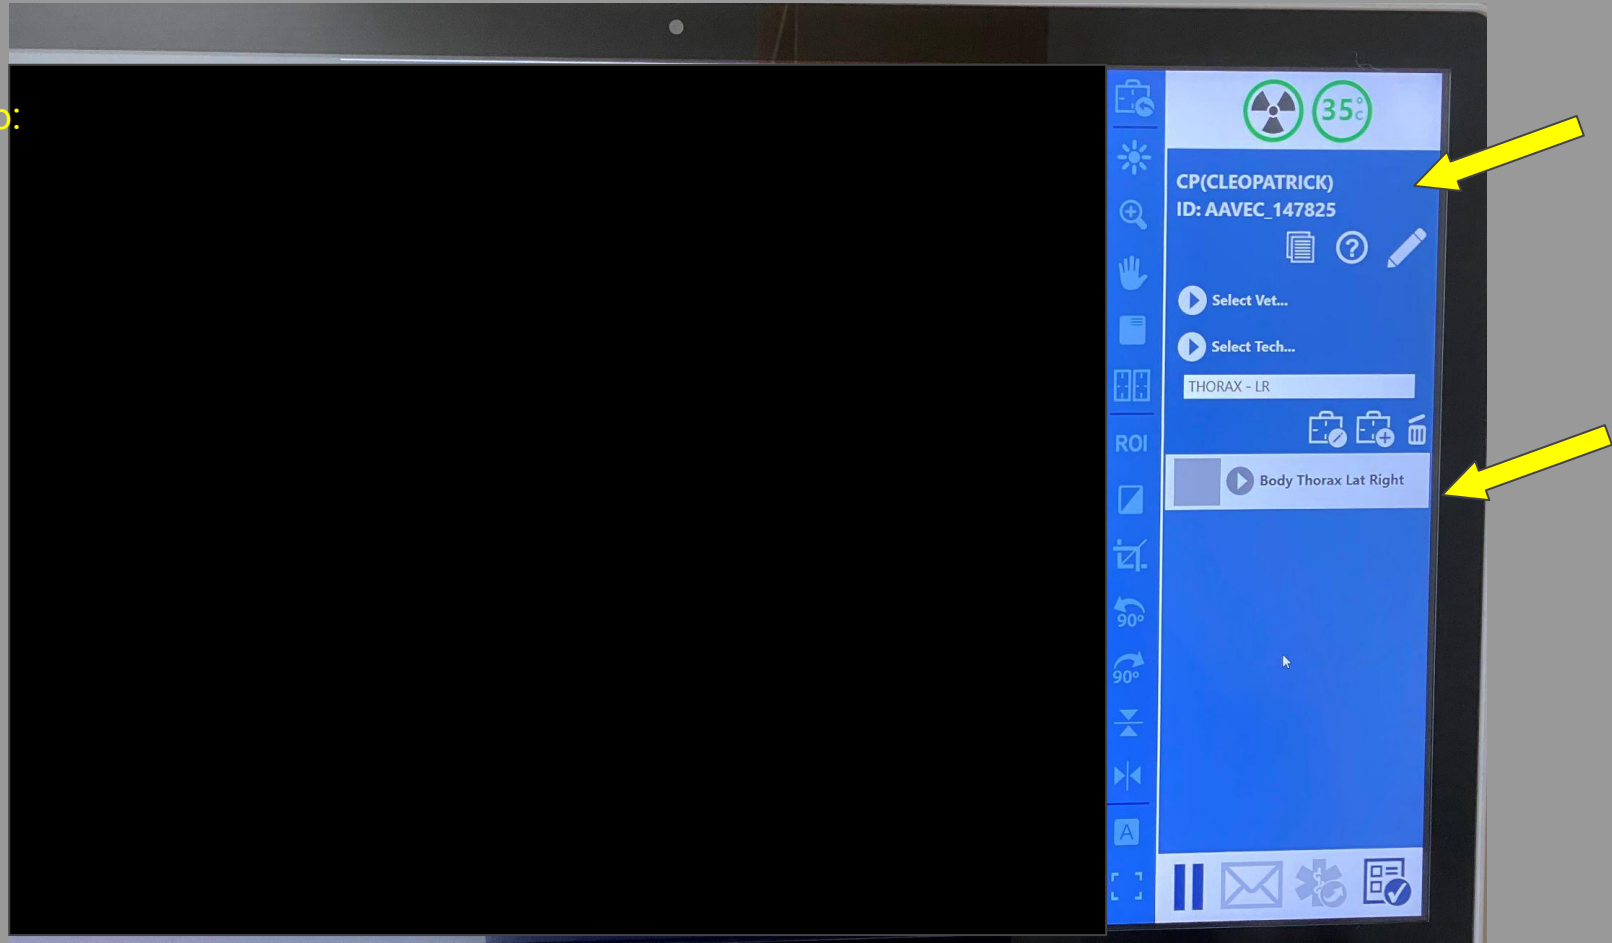 o:
35°C
CP(CLEOPATRICK)
ID: AAVEC_147825
?
Select Vet...
Select Tech...
THORAX - LR
ROI
Body Thorax Lat Right
90°
90°
A